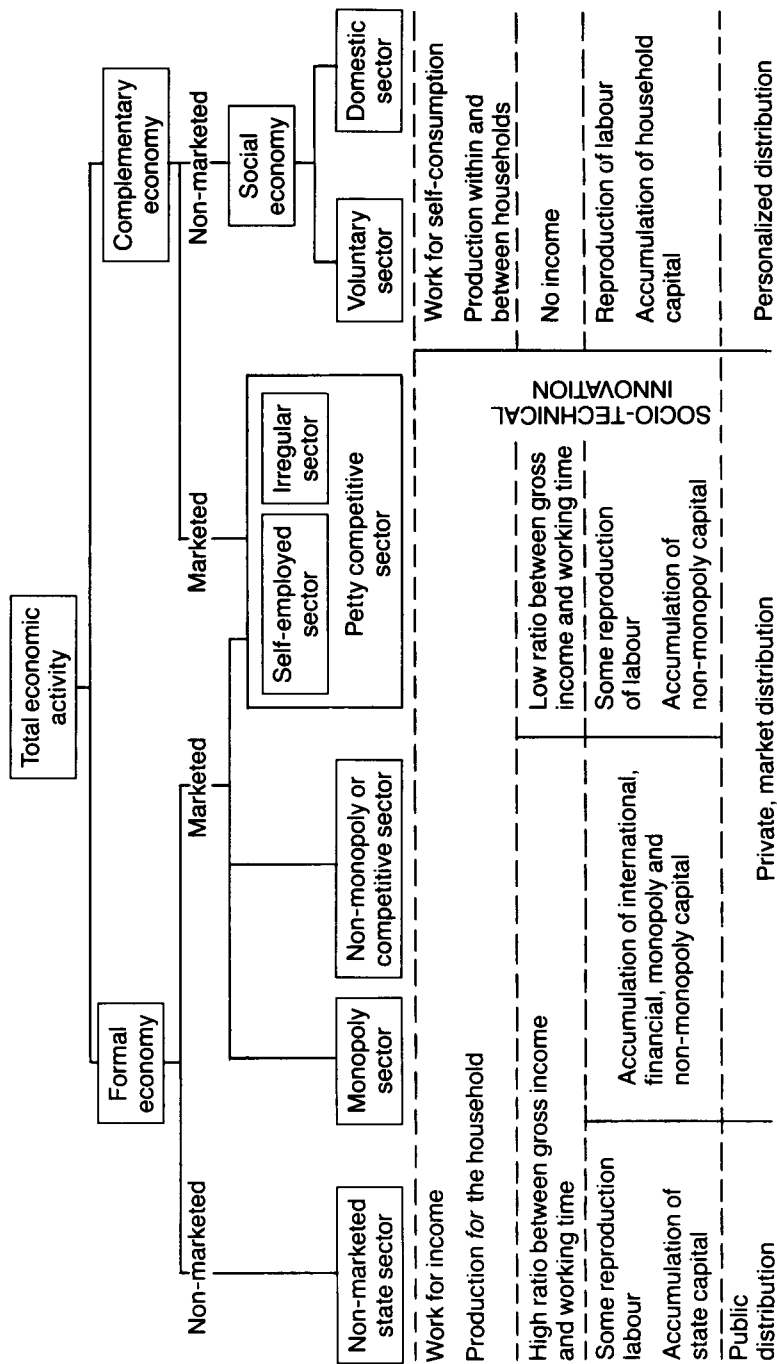 Total economic
activity
Formal
economy
Complementary
economy
Non-marketed
Marketed
Marketed
Non-marketed
Social
economy
Non-marketed
state sector
Monopoly
sector
Non-monopoly or
competitive sector
Self-employed
sector
Irregular
sector
Petty competitive
sector
Voluntary
sector
Domestic
sector
Work for income
Work for self-consumption
Production for the household
Production within and
between households
High ratio between gross income
and working time
Low ratio between gross
income and working time
No income
SOCIO-TECHNICAL
INNOVATION
Some reproduction
labour
Accumulation of
state capital
Accumulation of international,
financial, monopoly and
non-monopoly capital
Some reproduction
of labour
Accumulation of
non-monopoly capital
Reproduction of labour
Accumulation of household
capital
Public
distribution
Private, market distribution
Personalized distribution